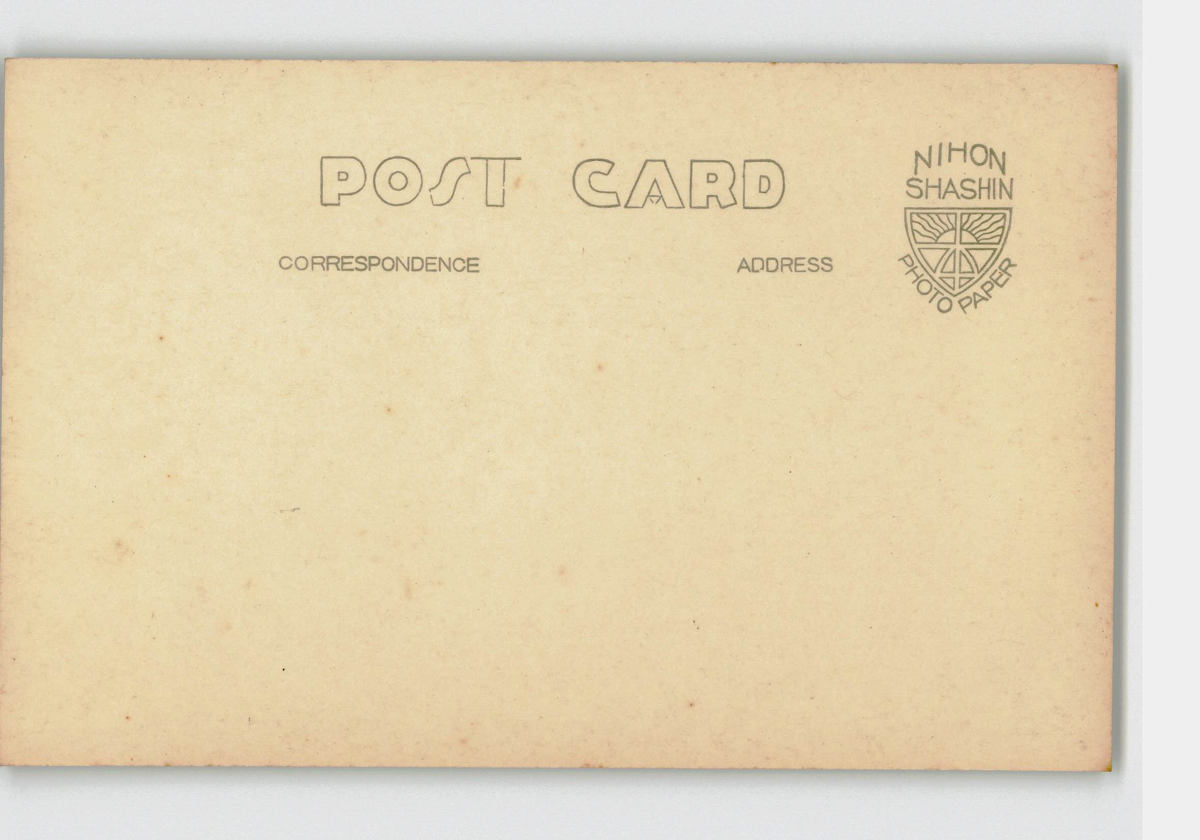 POST CARD
CORRESPONDENCE
ADDRESS
NIHON
SHASHIN
PHOTO PAPER